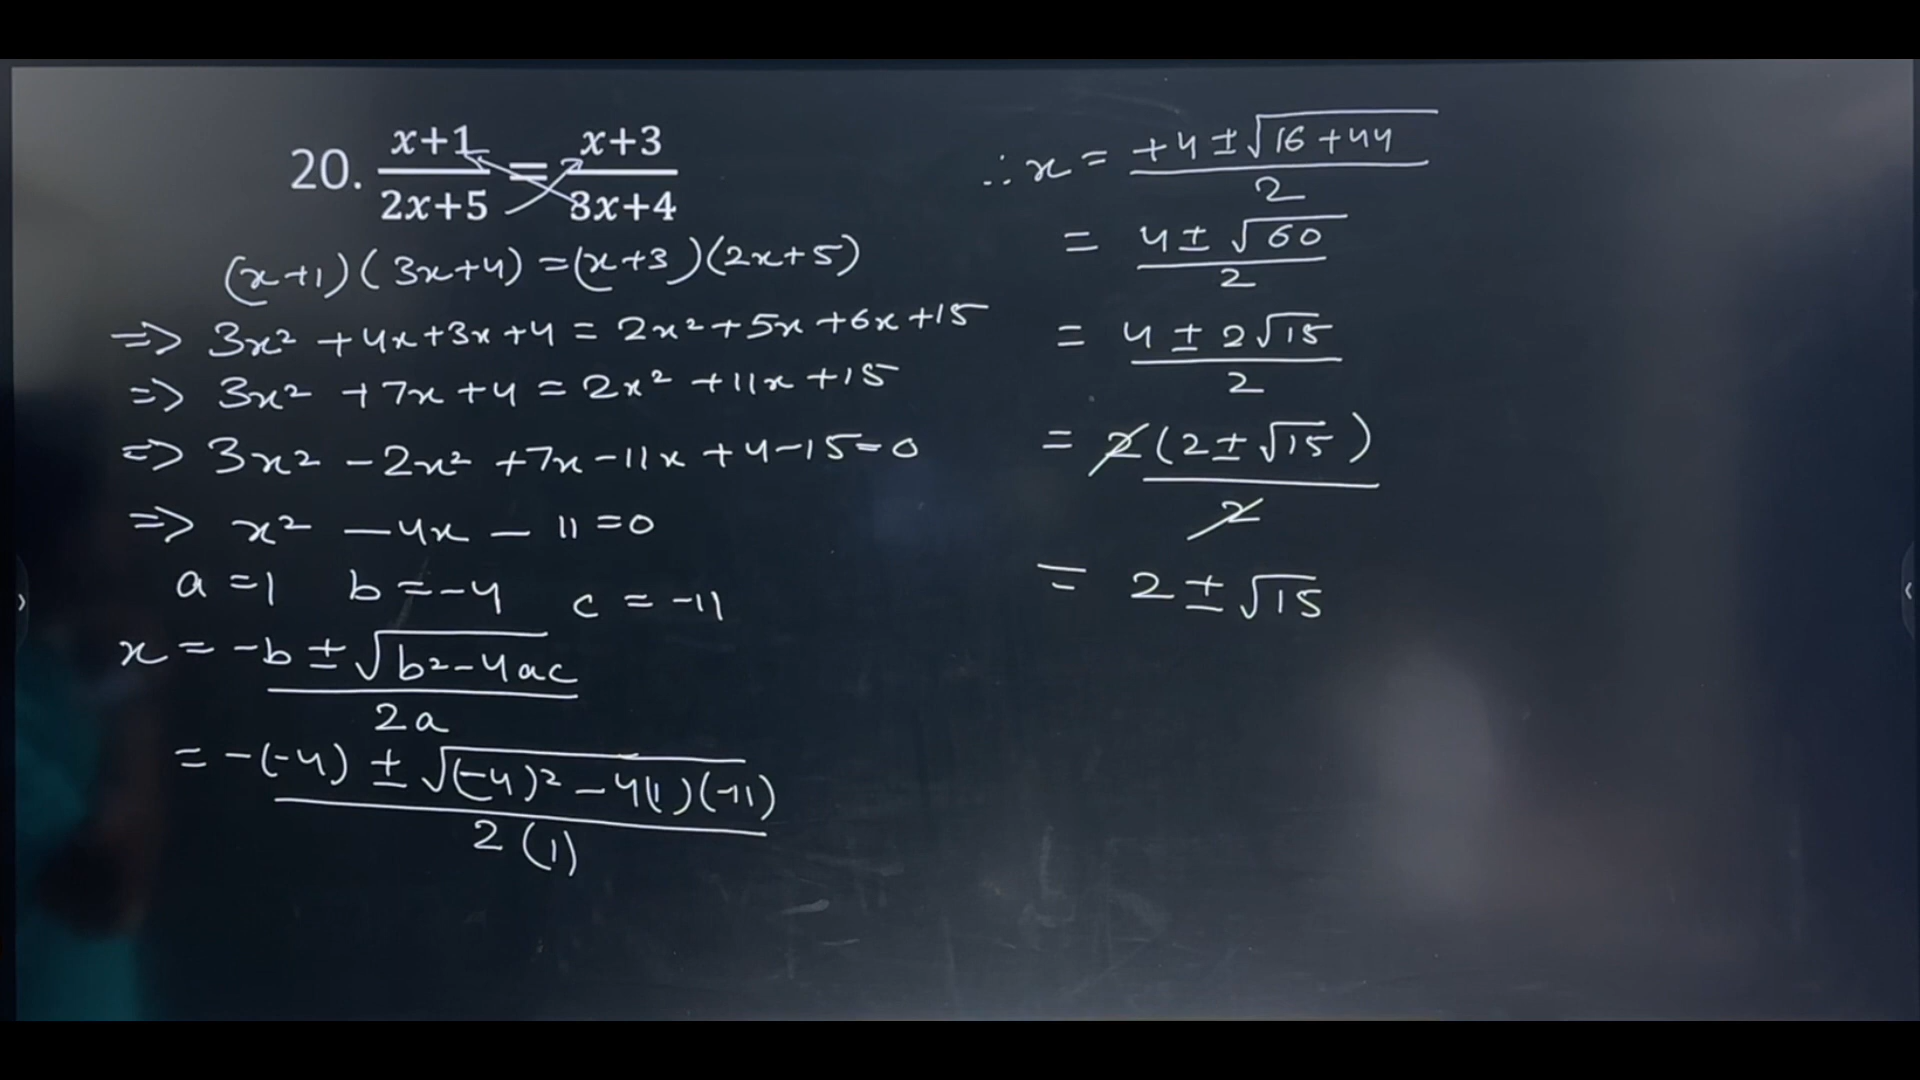 20. x+1/2x+5 = x+3/3x+4
(x+1)(3x+4) = (x+3)(2x+5)
=> 3x² + 4x + 3x + 4 = 2x² + 5x + 6x + 15
=> 3x² + 7x + 4 = 2x² + 11x + 15
=> 3x² - 2x² + 7x - 11x + 4 - 15 = 0
=> x² - 4x - 11 = 0
a = 1 b = -4 c = -11
x = -b ± √(b² - 4ac)
2a
= -(-4) ± √((-4)² - 4(1)(-11))
2(1)
∴ x = +4 ± √(16 + 44)
2
= 4 ± √60
2
= 4 ± 2√15
2
= 2(2 ± √15)
2
= 2 ± √15